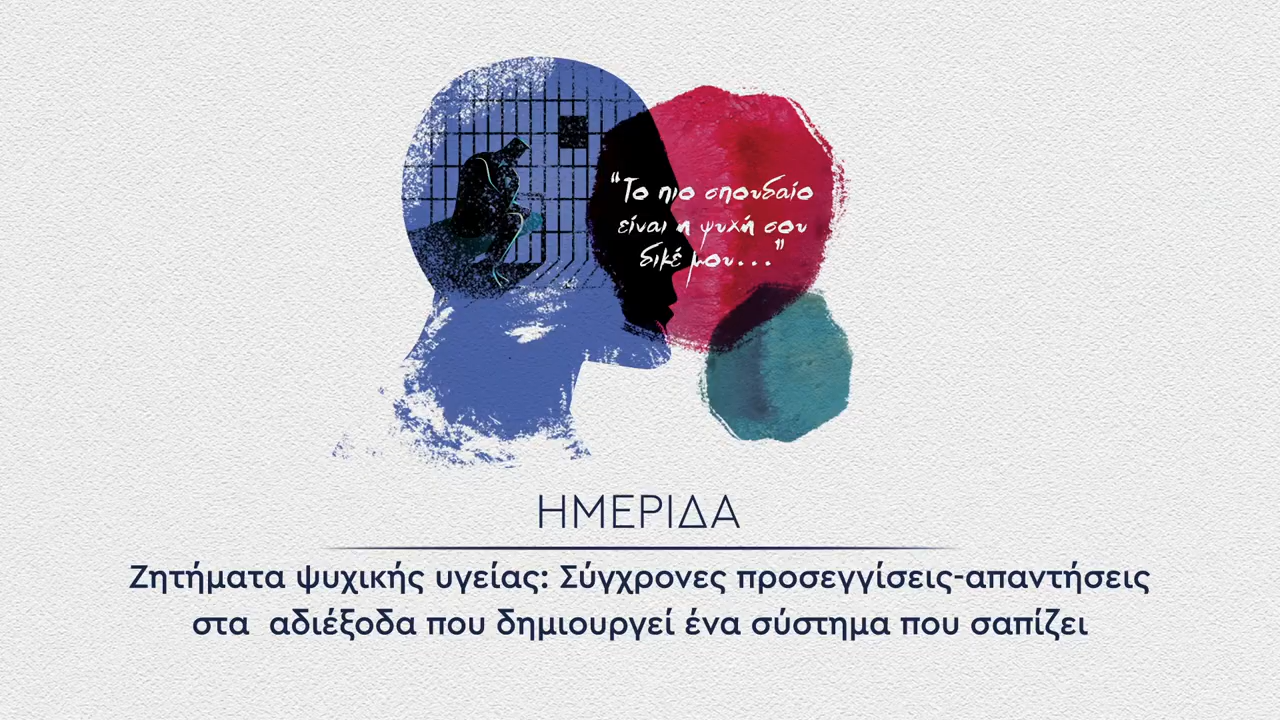 "Το πιο σπουδαίο
είναι η ψυχή σου
δικέ μου..."
ΗΜΕΡΙΔΑ
Ζητήματα ψυχικής υγείας: Σύγχρονες προσεγγίσεις-απαντήσεις
στα αδιέξοδα που δημιουργεί ένα σύστημα που σαπίζει